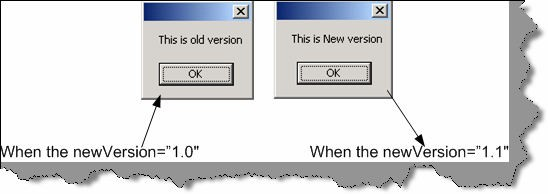 This is old version
This is New version
OK
OK
When the newVersion="1.0"
When the newVersion="1.1"